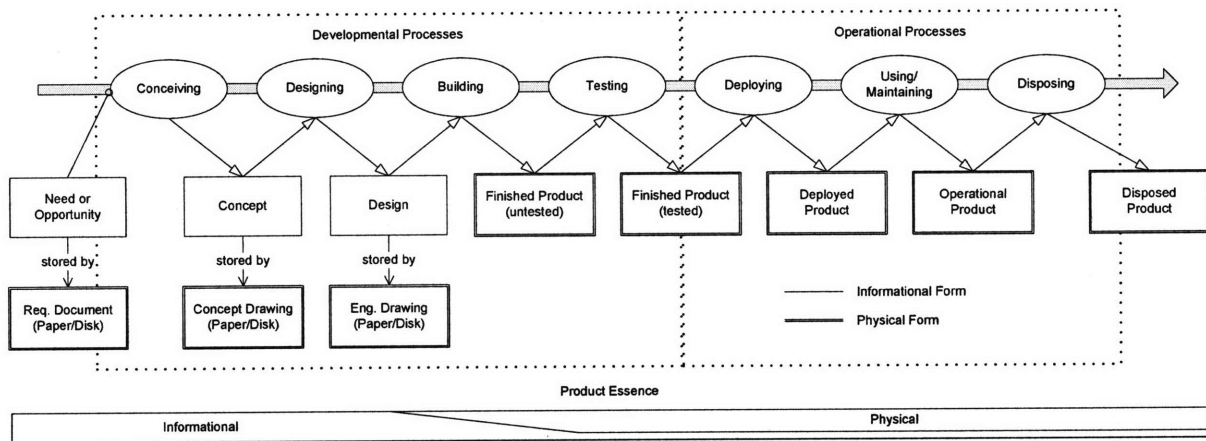 Developmental Processes
Operational Processes
Conceiving
Designing
Building
Testing
Deploying
Using/
Maintaining
Disposing
Need or
Opportunity
Concept
Design
Finished Product
(untested)
Finished Product
(tested)
Deployed
Product
Operational
Product
Disposed
Product
stored by
stored by
stored by
Req. Document
(Paper/Disk)
Concept Drawing
(Paper/Disk)
Eng. Drawing
(Paper/Disk)
Informational Form
Physical Form
Product Essence
Informational
Physical